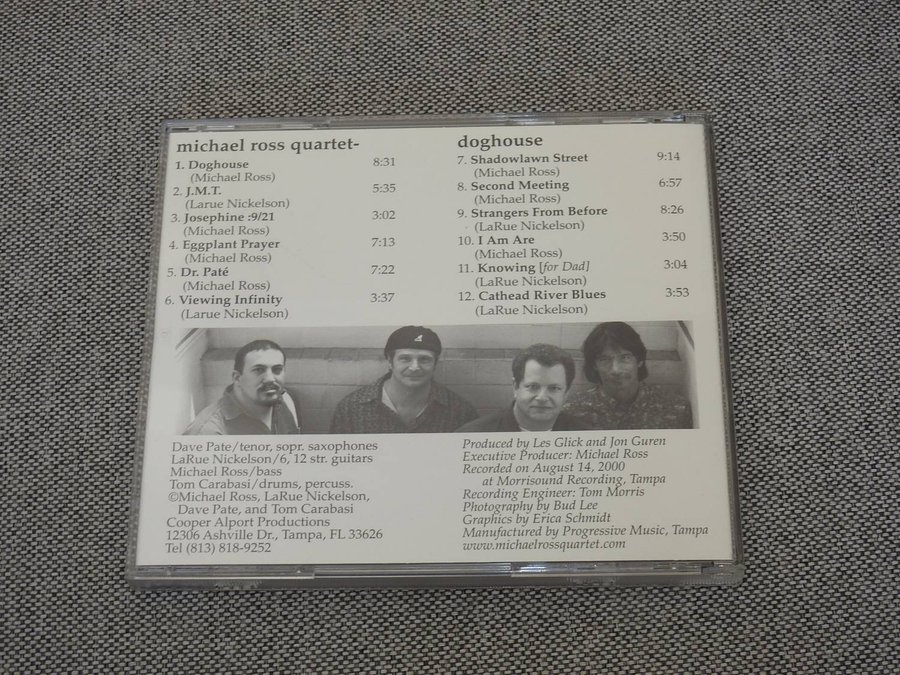 michael ross quartet-
1. Doghouse 8:31
(Michael Ross)
2. J.M.T. 5:35
(Larue Nickelson)
3. Josephine :9/21 3:02
(Michael Ross)
4. Eggplant Prayer 7:13
(Michael Ross)
5. Dr. Paté 7:22
(Michael Ross)
6. Viewing Infinity 3:37
(Larue Nickelson)
doghouse
7. Shadowlawn Street 9:14
(Michael Ross)
8. Second Meeting 6:57
(Michael Ross)
9. Strangers From Before 8:26
(LaRue Nickelson)
10. I Am Are 3:50
(Michael Ross)
11. Knowing [for Dad] 3:04
(LaRue Nickelson)
12. Cathead River Blues 3:53
(LaRue Nickelson)
Dave Pate/tenor, sopr. saxophones
LaRue Nickelson/6, 12 str. guitars
Michael Ross/bass
Tom Carabasi/drums, percuss.
©Michael Ross, LaRue Nickelson,
Dave Pate, and Tom Carabasi
Cooper Alport Productions
12306 Ashville Dr., Tampa, FL 33626
Tel (813) 818-9252
Produced by Les Glick and Jon Guren
Executive Producer: Michael Ross
Recorded on August 14, 2000
at Morrisound Recording, Tampa
Recording Engineer: Tom Morris
Photography by Bud Lee
Graphics by Erica Schmidt
Manufactured by Progressive Music, Tampa
www.michaelrossquartet.com